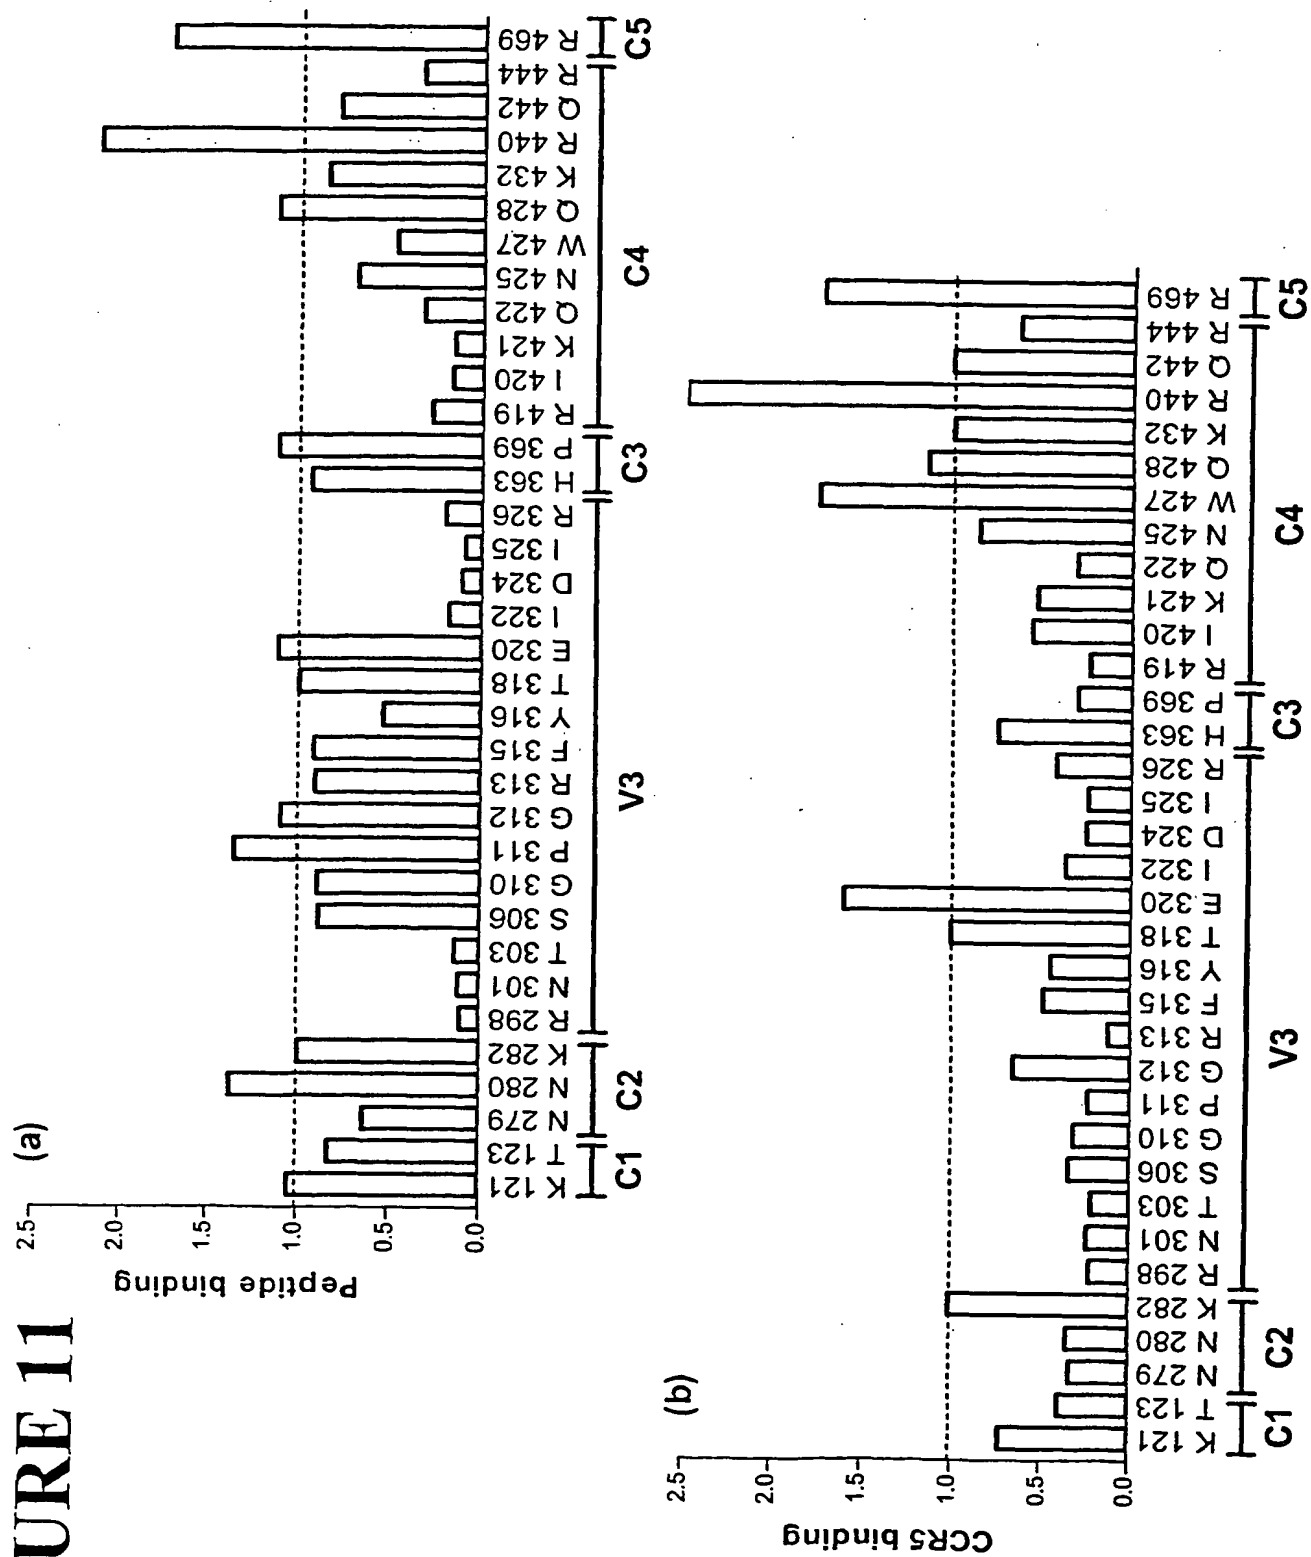 URE 11
(a)
Peptide binding
2.5
2.0
1.5
1.0
0.5
0.0
K 121
T 123
N 279
N 280
K 282
R 298
N 301
T 303
S 306
G 310
P 311
G 312
R 313
F 315
Y 316
T 318
E 320
I 322
D 324
I 325
R 326
H 363
P 369
R 419
I 420
K 421
Q 422
N 425
W 427
Q 428
K 432
R 440
Q 442
R 444
R 469
C1
C2
V3
C3
C4
C5
(b)
CCR5 binding
2.5
2.0
1.5
1.0
0.5
0.0
K 121
T 123
N 279
N 280
K 282
R 298
N 301
T 303
S 306
G 310
P 311
G 312
R 313
F 315
Y 316
T 318
E 320
I 322
D 324
I 325
R 326
H 363
P 369
R 419
I 420
K 421
Q 422
N 425
W 427
Q 428
K 432
R 440
Q 442
R 444
R 469
C1
C2
V3
C3
C4
C5